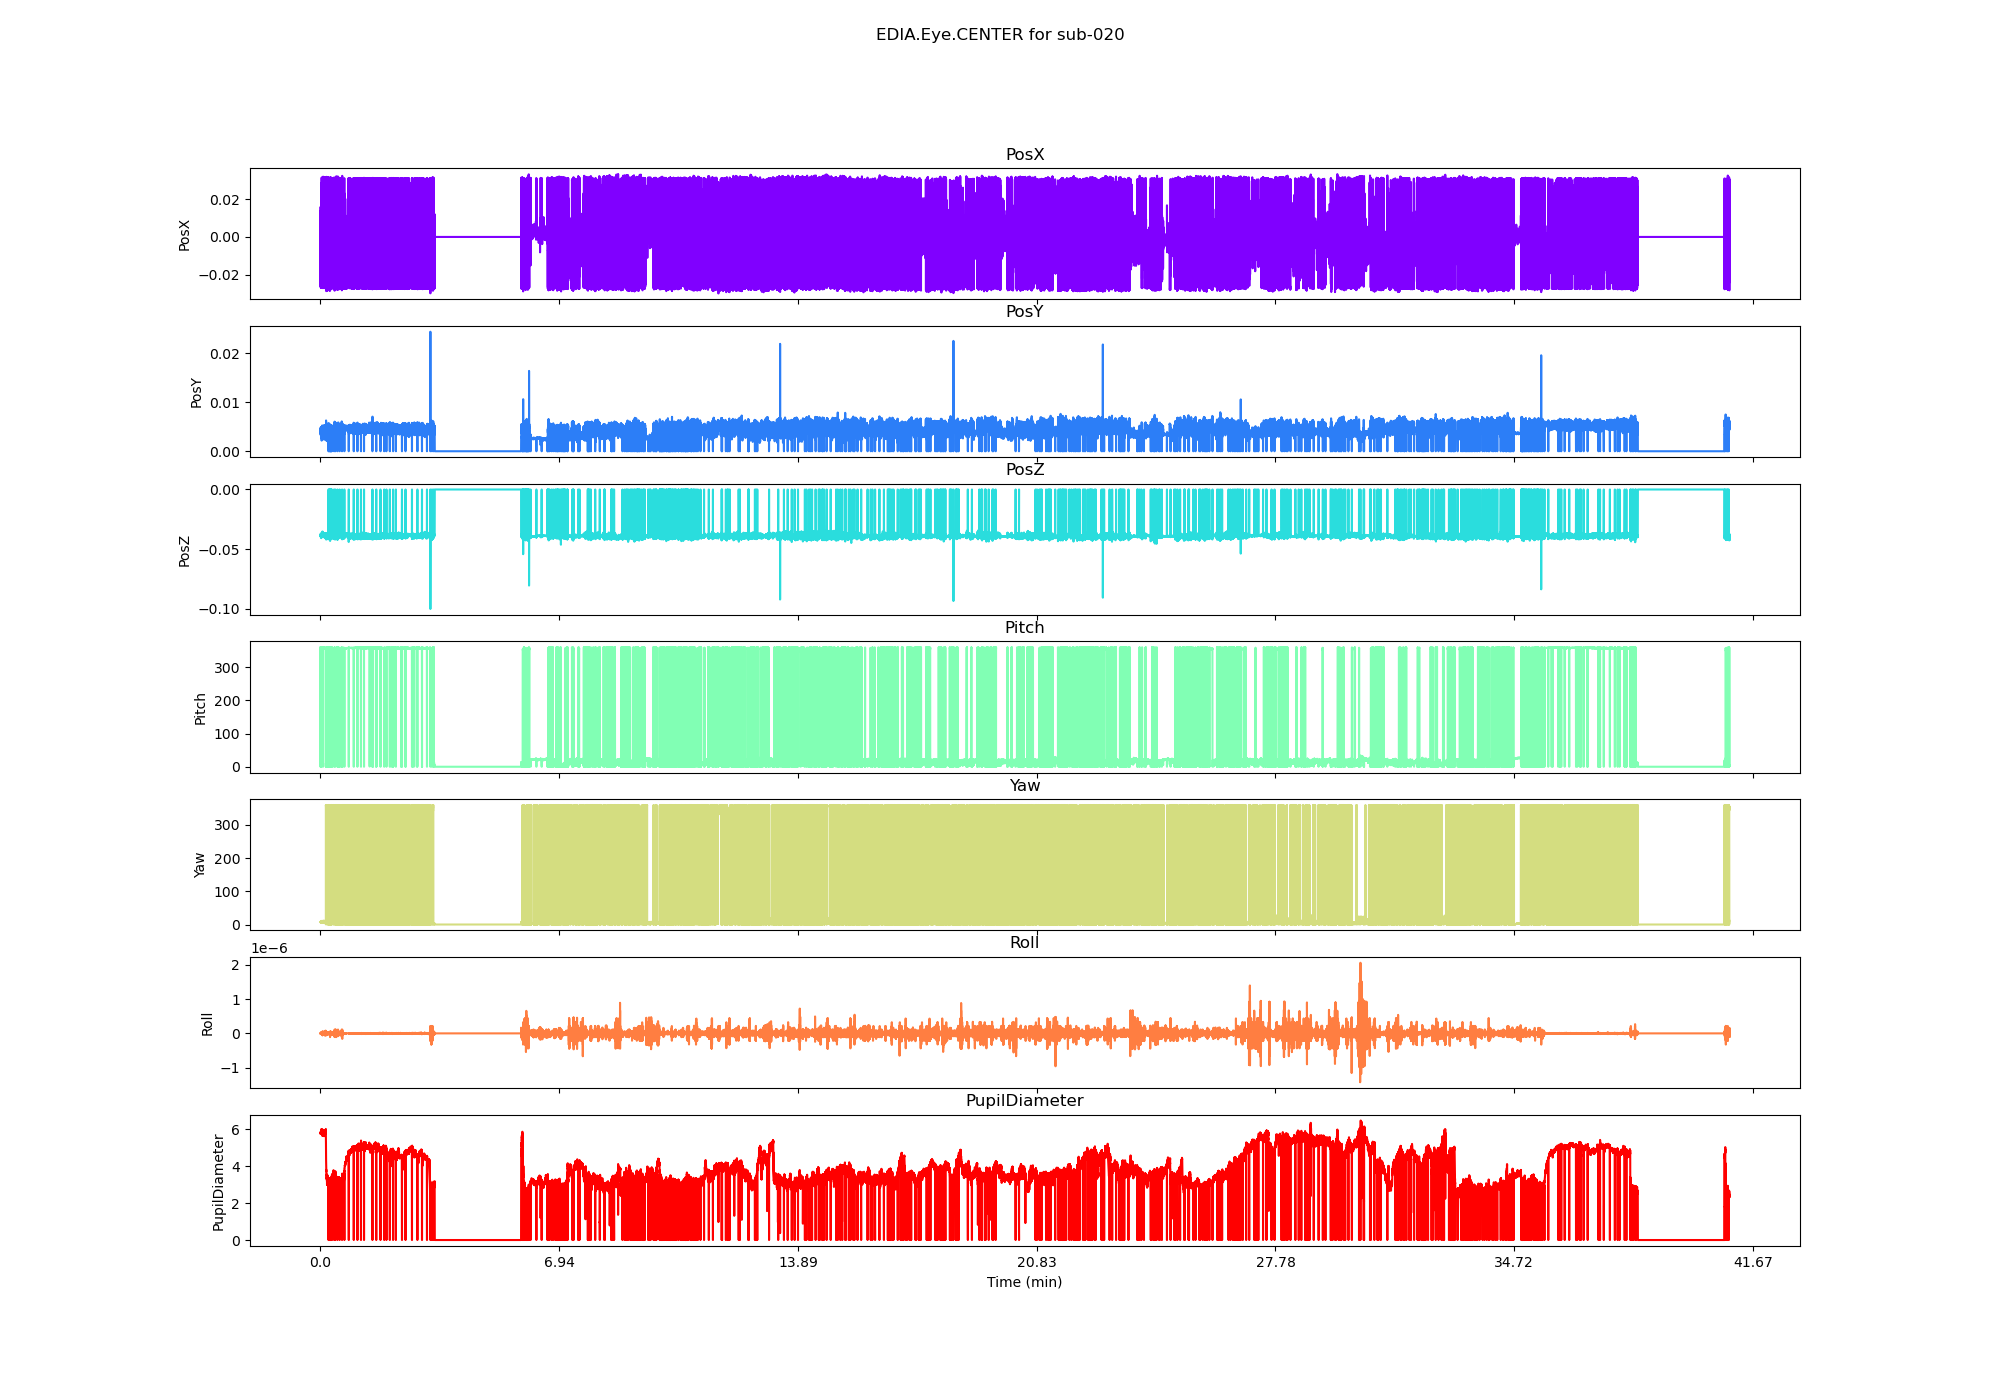 EDIA.Eye.CENTER for sub-020
PosX
PosX
0.02
0.00
−0.02
PosY
PosY
0.02
0.01
0.00
PosZ
PosZ
0.00
−0.05
−0.10
Pitch
Pitch
300
200
100
0
Yaw
Yaw
300
200
100
0
1e−6
Roll
Roll
2
1
0
−1
PupilDiameter
PupilDiameter
6
4
2
0
0.0 6.94 13.89 20.83 27.78 34.72 41.67
Time (min)